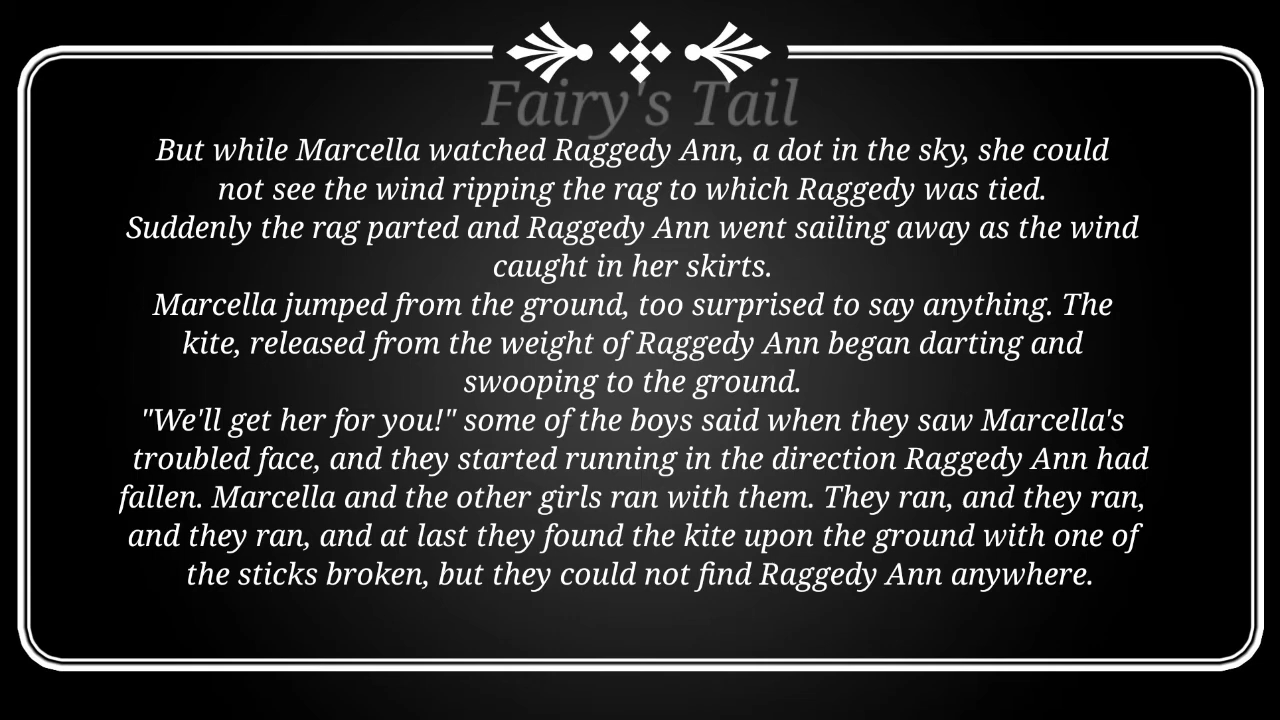 Fairy's Tail
But while Marcella watched Raggedy Ann, a dot in the sky, she could
not see the wind ripping the rag to which Raggedy was tied.
Suddenly the rag parted and Raggedy Ann went sailing away as the wind
caught in her skirts.
Marcella jumped from the ground, too surprised to say anything. The
kite, released from the weight of Raggedy Ann began darting and
swooping to the ground.
"We'll get her for you!" some of the boys said when they saw Marcella's
troubled face, and they started running in the direction Raggedy Ann had
fallen. Marcella and the other girls ran with them. They ran, and they ran,
and they ran, and at last they found the kite upon the ground with one of
the sticks broken, but they could not find Raggedy Ann anywhere.